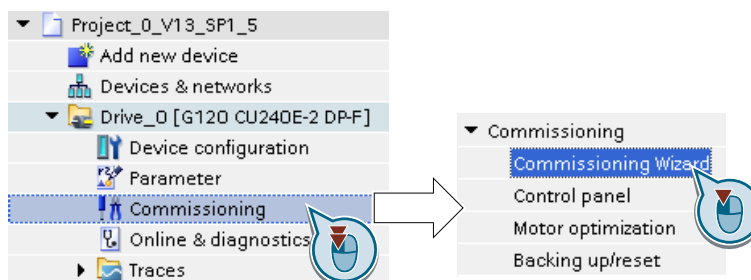 Project_0_V13_SP1_5
Add new device
Devices & networks
Drive_0 [G120 CU240E-2 DP-F]
Device configuration
Parameter
Commissioning
Online & diagnostics
Traces
Commissioning
Commissioning Wizard
Control panel
Motor optimization
Backing up/reset